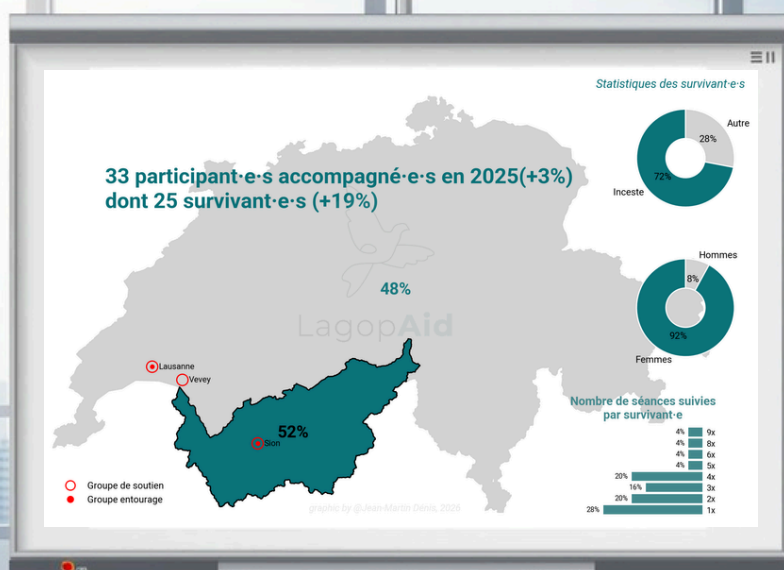 Statistiques des survivant·e·s
Autre
28%
72%
Inceste
33 participant·e·s accompagné·e·s en 2025(+3%)
dont 25 survivant·e·s (+19%)
Hommes
8%
92%
Femmes
48%
LagopAid
Lausanne
Vevey
52%
Sion
Nombre de séances suivies
par survivant·e
4% 9x
4% 8x
4% 6x
4% 5x
20% 4x
16% 3x
20% 2x
28% 1x
Groupe de soutien
Groupe entourage
graphic by @Jean-Martin Dénis, 2026